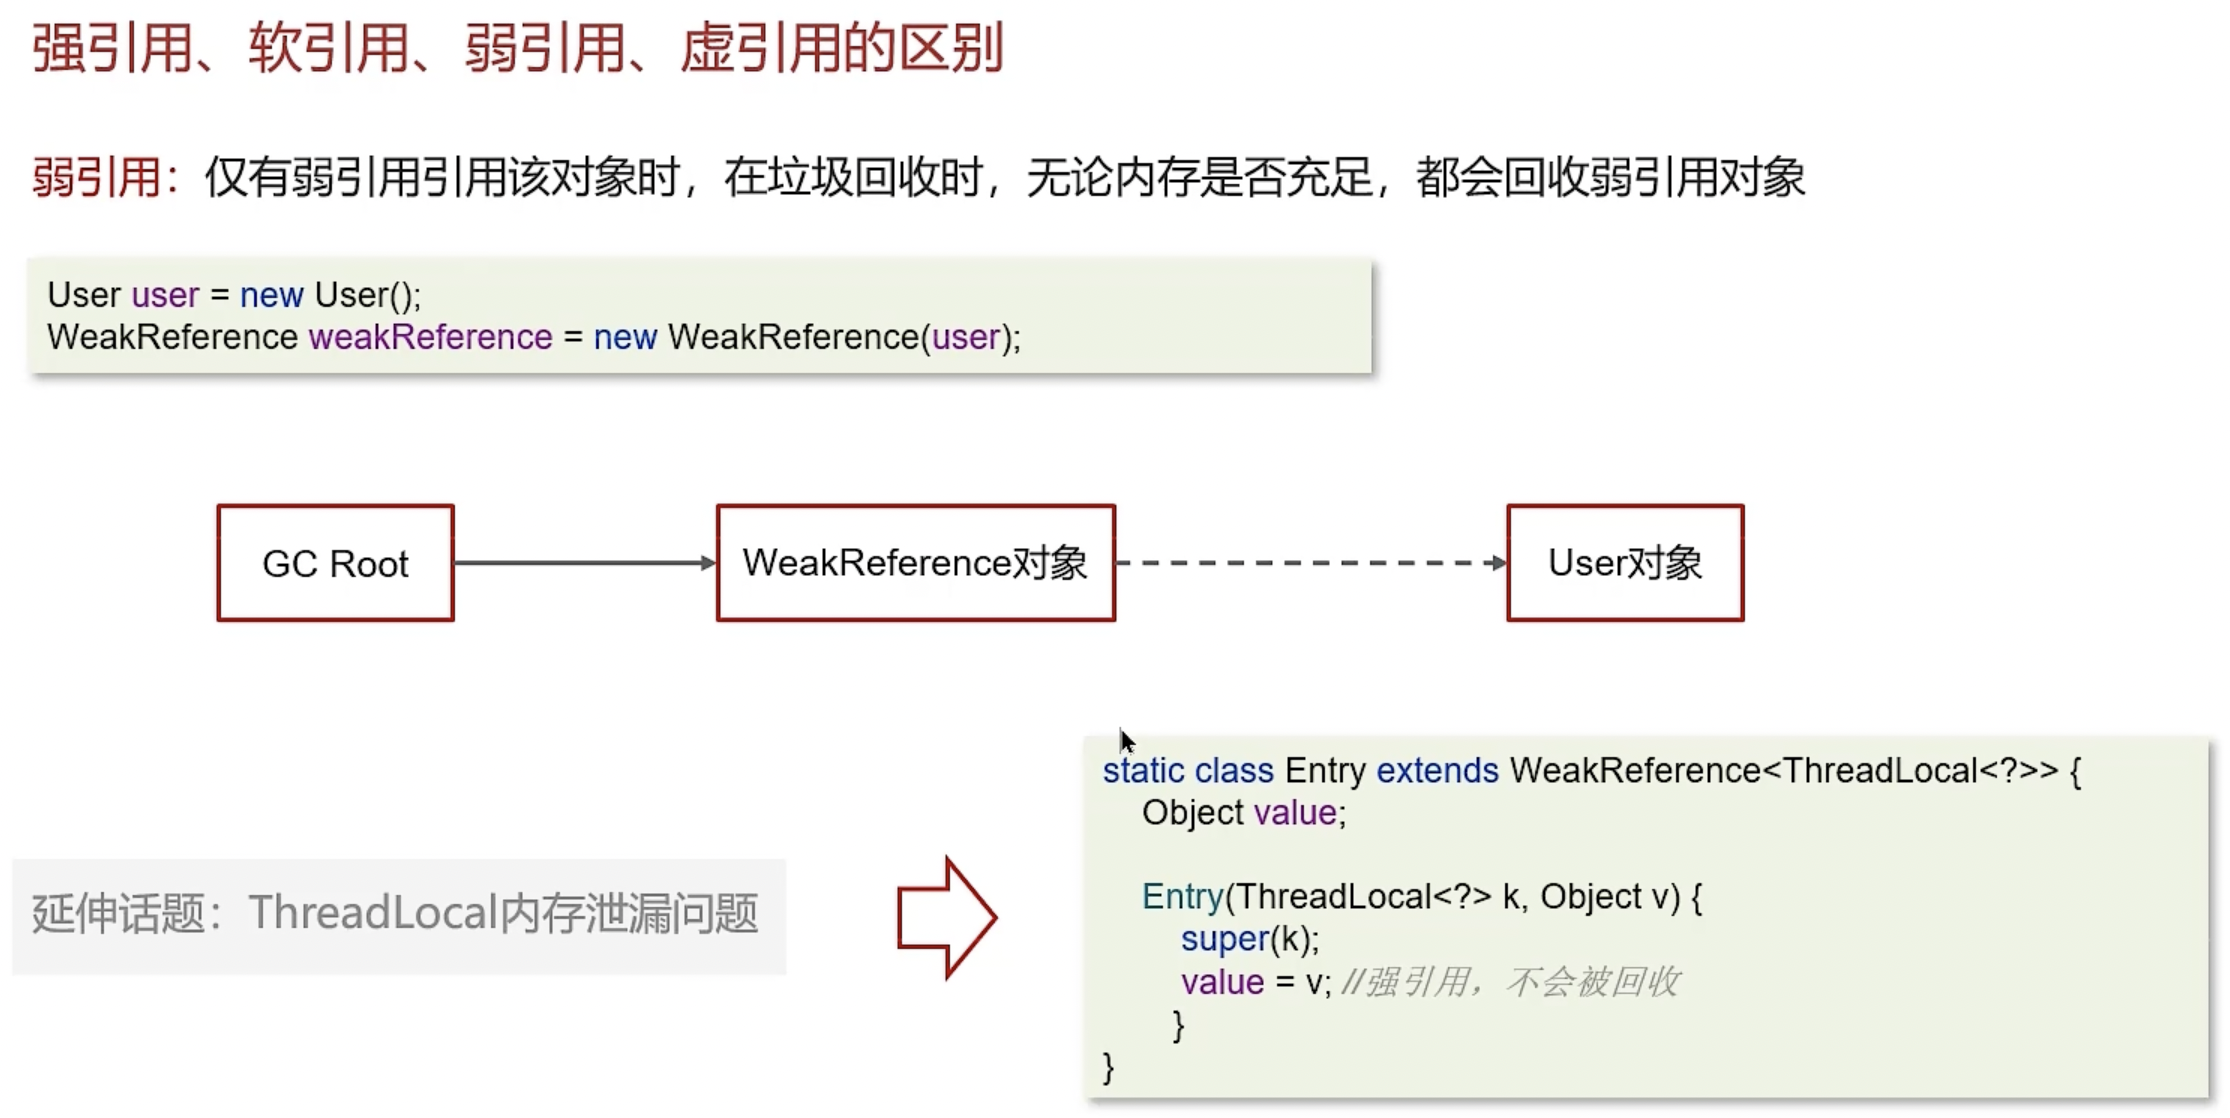 强引用、软引用、弱引用、虚引用的区别
弱引用：仅有弱引用引用该对象时，在垃圾回收时，无论内存是否充足，都会回收弱引用对象
User user = new User();
WeakReference weakReference = new WeakReference(user);
GC Root
WeakReference对象
User对象
延伸话题：ThreadLocal内存泄漏问题
static class Entry extends WeakReference<ThreadLocal<?>> {
Object value;
Entry(ThreadLocal<?> k, Object v) {
super(k);
value = v; //强引用，不会被回收
}
}